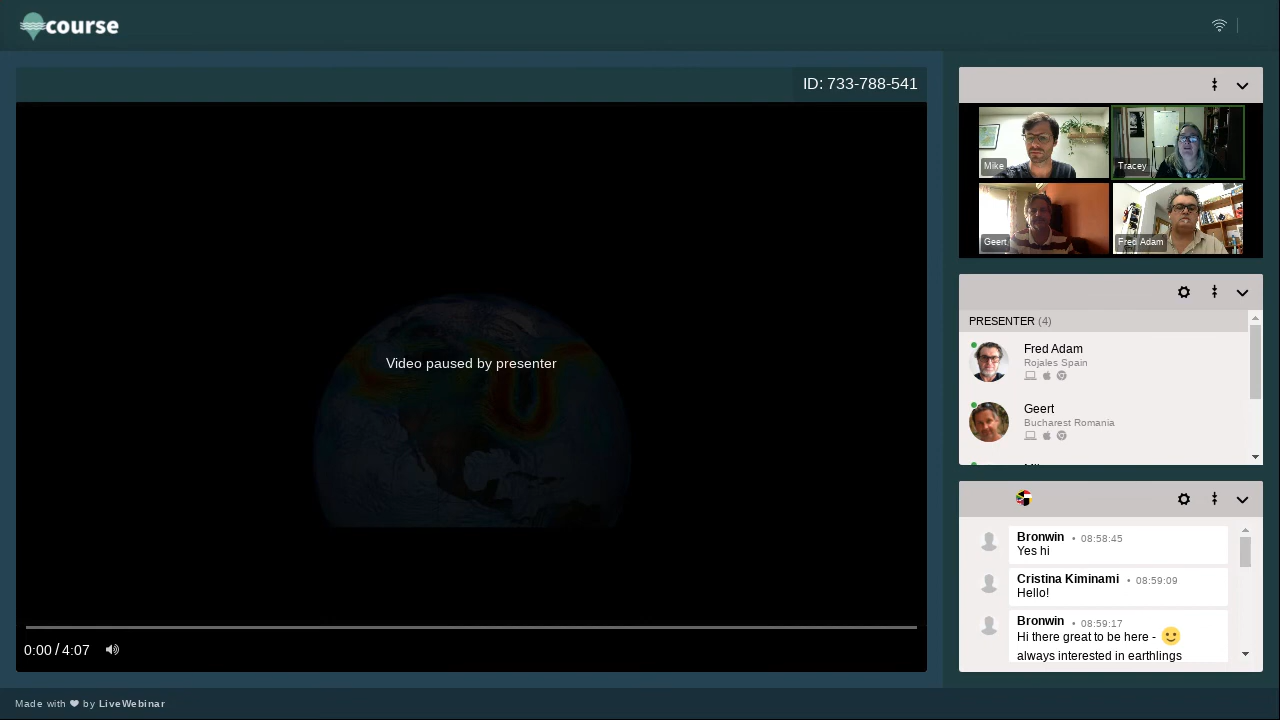 course
ID: 733-788-541
Video paused by presenter
0:00 / 4:07
Mike
Tracey
Geert
Fred Adam
PRESENTER (4)
Fred Adam
Rojales Spain
Geert
Bucharest Romania
Bronwin • 08:58:45
Yes hi
Cristina Kiminami • 08:59:09
Hello!
Bronwin • 08:59:17
Hi there great to be here - 🙂
always interested in earthlings
Made with ❤ by LiveWebinar